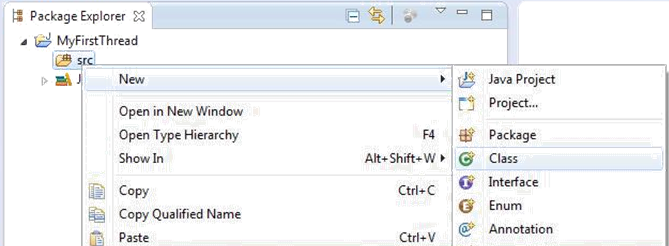 Package Explorer
MyFirstThread
src
J
New
Open in New Window
Open Type Hierarchy F4
Show In Alt+Shift+W
Copy Ctrl+C
Copy Qualified Name
Paste Ctrl+V
Java Project
Project...
Package
Class
Interface
Enum
Annotation